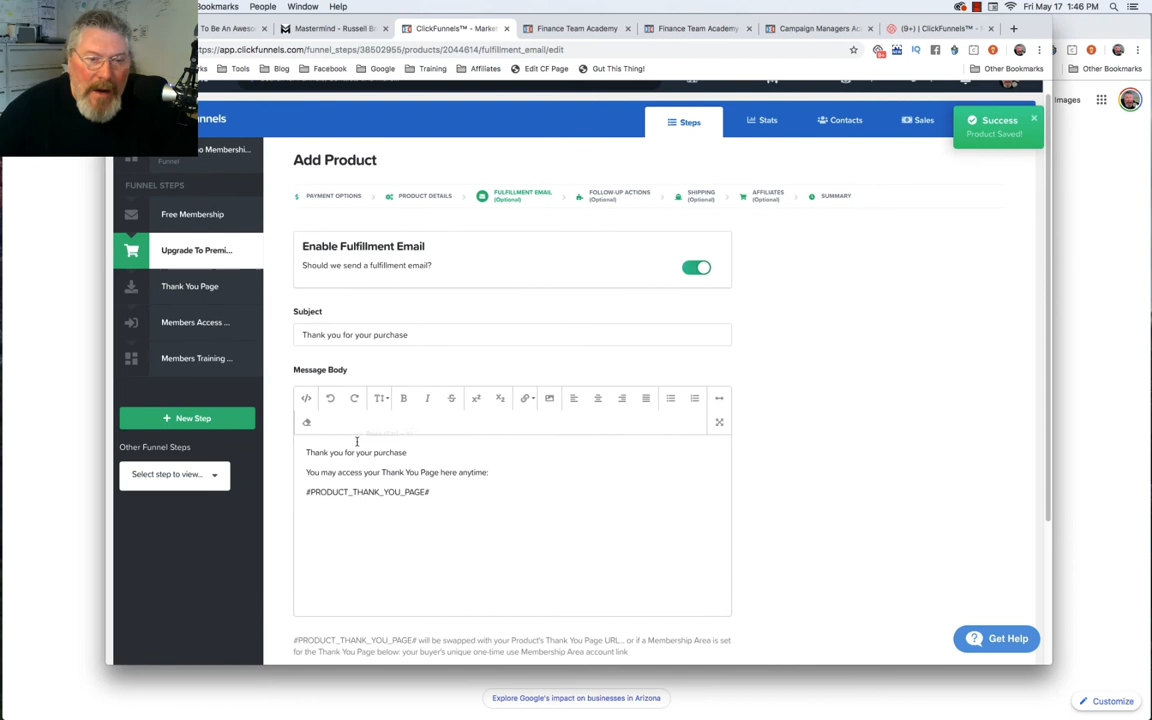 Bookmarks People Window Help Fri May 17 1:46 PM
To Be An Awesome
Mastermind - Russell Br
ClickFunnels™ - Market
Finance Team Academy
Finance Team Academy
Campaign Managers Ac
(9+) | ClickFunnels™ - S
https://app.clickfunnels.com/funnel_steps/38502955/products/2044614/fulfillment_email/edit
Tools Blog Facebook Google Training Affiliates Edit CF Page Gut This Thing! Other Bookmarks Other Bookmarks
Images
nnels
Steps
Stats
Contacts
Sales
Success
Product Saved!
o Membershi...
Funnel
FUNNEL STEPS
Free Membership
Upgrade To Premi...
Thank You Page
Members Access ...
Members Training ...
+ New Step
Other Funnel Steps
Select step to view...
Add Product
PAYMENT OPTIONS
PRODUCT DETAILS
FULFILLMENT EMAIL
(Optional)
FOLLOW-UP ACTIONS
(Optional)
SHIPPING
(Optional)
AFFILIATES
(Optional)
SUMMARY
Enable Fulfillment Email
Should we send a fulfillment email?
Subject
Thank you for your purchase
Message Body
Thank you for your purchase
You may access your Thank You Page here anytime:
#PRODUCT_THANK_YOU_PAGE#
#PRODUCT_THANK_YOU_PAGE# will be swapped with your Product's Thank You Page URL... or if a Membership Area is set
for the Thank You Page below: your buyer's unique one-time use Membership Area account link
Get Help
Explore Google's impact on businesses in Arizona
Customize